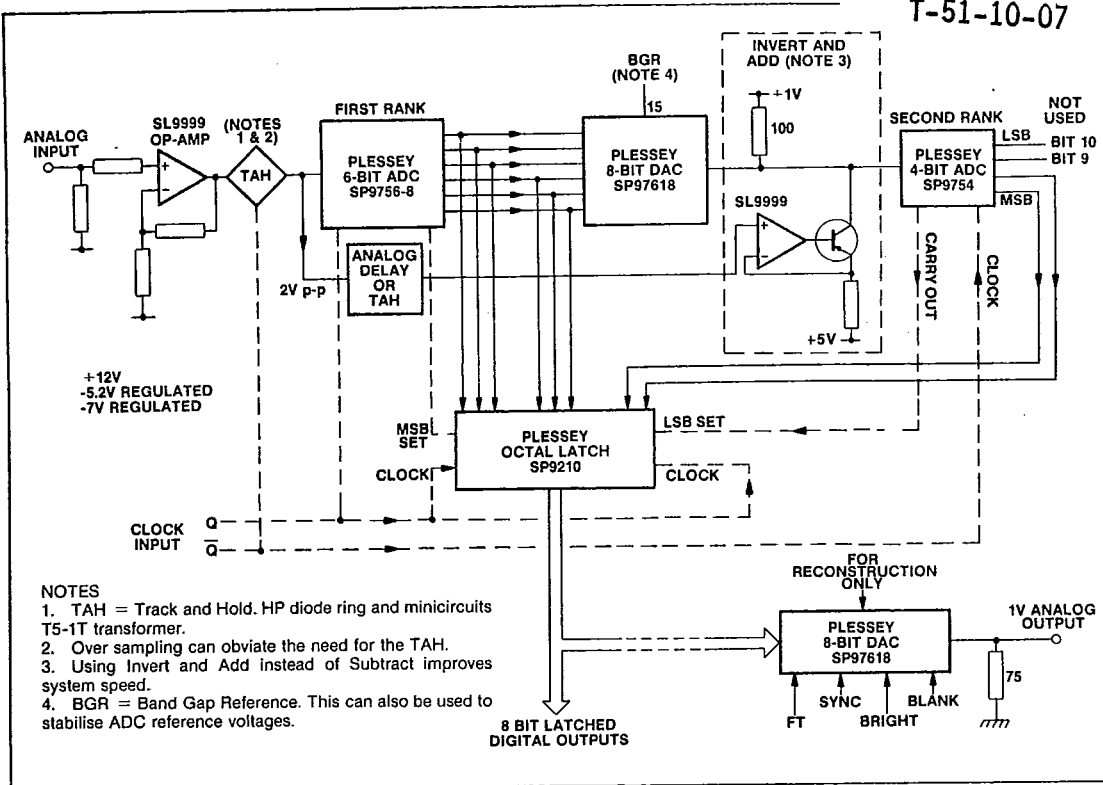 T-51-10-07
INVERT AND
ADD (NOTE 3)
BGR
(NOTE 4)
15
+1V
100
FIRST RANK
SECOND RANK
NOT
USED
SL9999
OP-AMP
(NOTES
1 & 2)
ANALOG
INPUT
+
−
TAH
PLESSEY
6-BIT ADC
SP9756-8
PLESSEY
8-BIT DAC
SP97618
PLESSEY
4-BIT ADC
SP9754
LSB
BIT 10
BIT 9
MSB
SL9999
+
−
ANALOG
DELAY
OR
TAH
2V p-p
CARRY OUT
CLOCK
+5V
+12V
-5.2V REGULATED
-7V REGULATED
MSB
SET
PLESSEY
OCTAL LATCH
SP9210
LSB SET
CLOCK
CLOCK
CLOCK
INPUT
Q
Q̅
FOR
RECONSTRUCTION
ONLY
NOTES
1. TAH = Track and Hold. HP diode ring and minicircuits
T5-1T transformer.
2. Over sampling can obviate the need for the TAH.
3. Using Invert and Add instead of Subtract improves
system speed.
4. BGR = Band Gap Reference. This can also be used to
stabilise ADC reference voltages.
PLESSEY
8-BIT DAC
SP97618
1V ANALOG
OUTPUT
75
FT
SYNC
BRIGHT
BLANK
8 BIT LATCHED
DIGITAL OUTPUTS